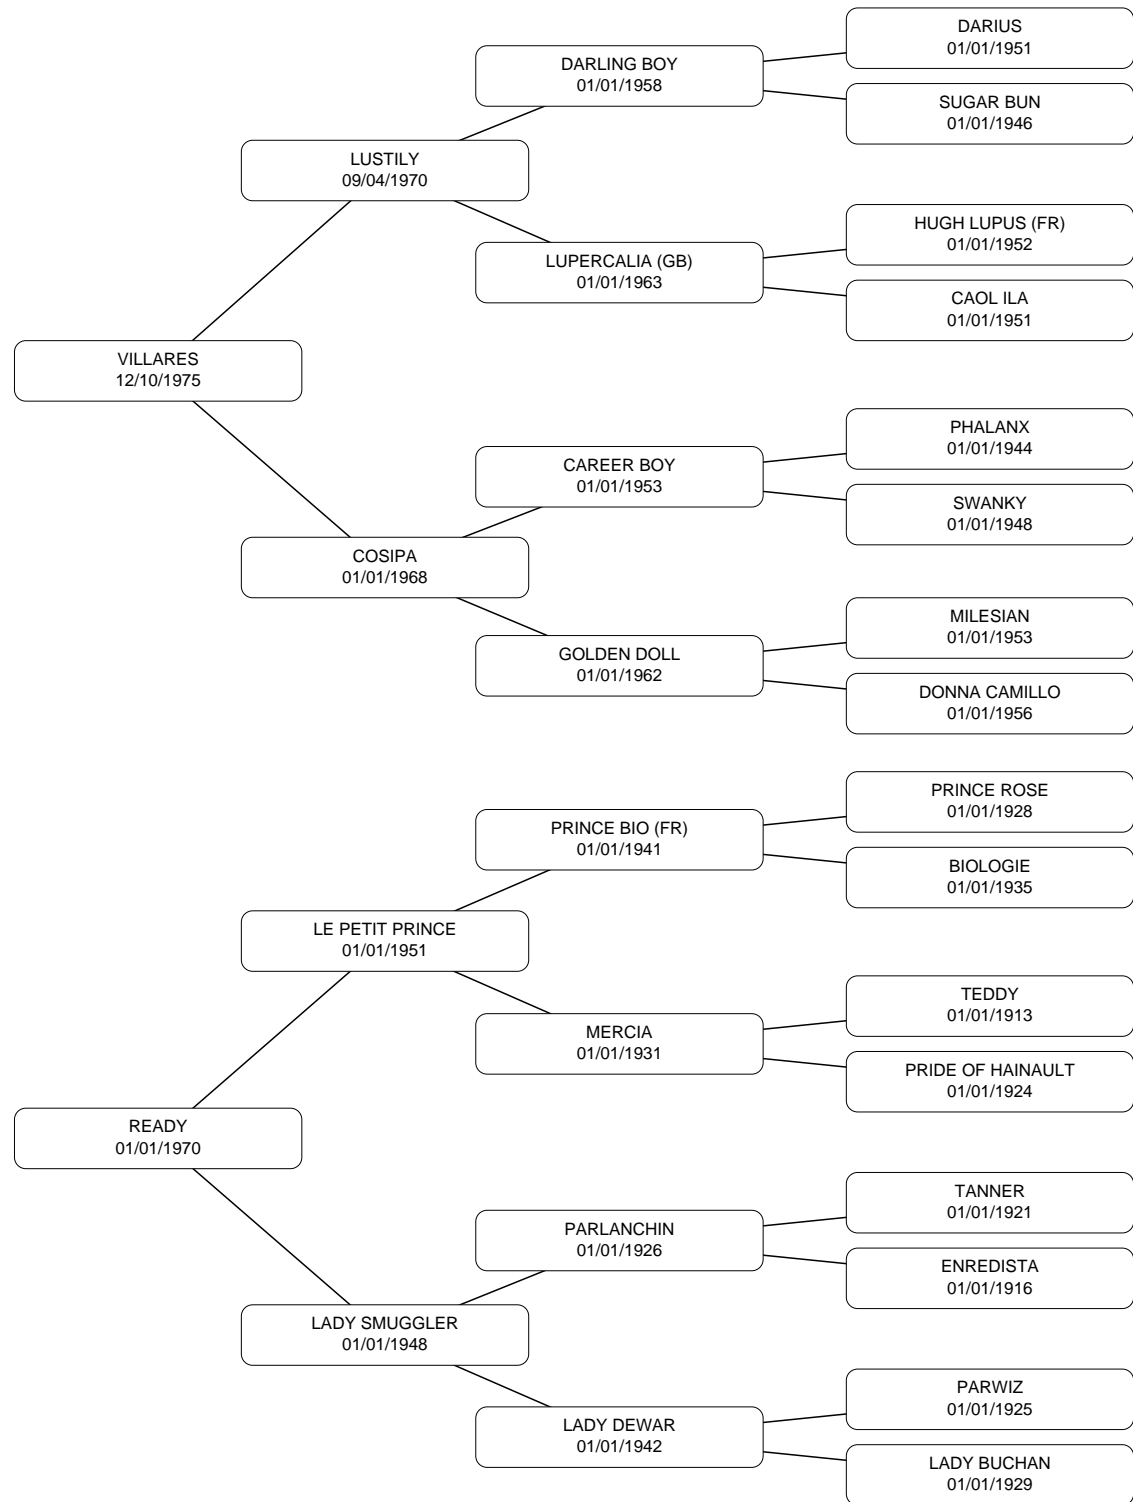 DARIUS
01/01/1951
DARLING BOY
01/01/1958
SUGAR BUN
01/01/1946
LUSTILY
09/04/1970
HUGH LUPUS (FR)
01/01/1952
LUPERCALIA (GB)
01/01/1963
CAOL ILA
01/01/1951
VILLARES
12/10/1975
PHALANX
01/01/1944
CAREER BOY
01/01/1953
SWANKY
01/01/1948
COSIPA
01/01/1968
MILESIAN
01/01/1953
GOLDEN DOLL
01/01/1962
DONNA CAMILLO
01/01/1956
PRINCE ROSE
01/01/1928
PRINCE BIO (FR)
01/01/1941
BIOLOGIE
01/01/1935
LE PETIT PRINCE
01/01/1951
TEDDY
01/01/1913
MERCIA
01/01/1931
PRIDE OF HAINAULT
01/01/1924
READY
01/01/1970
TANNER
01/01/1921
PARLANCHIN
01/01/1926
ENREDISTA
01/01/1916
LADY SMUGGLER
01/01/1948
PARWIZ
01/01/1925
LADY DEWAR
01/01/1942
LADY BUCHAN
01/01/1929